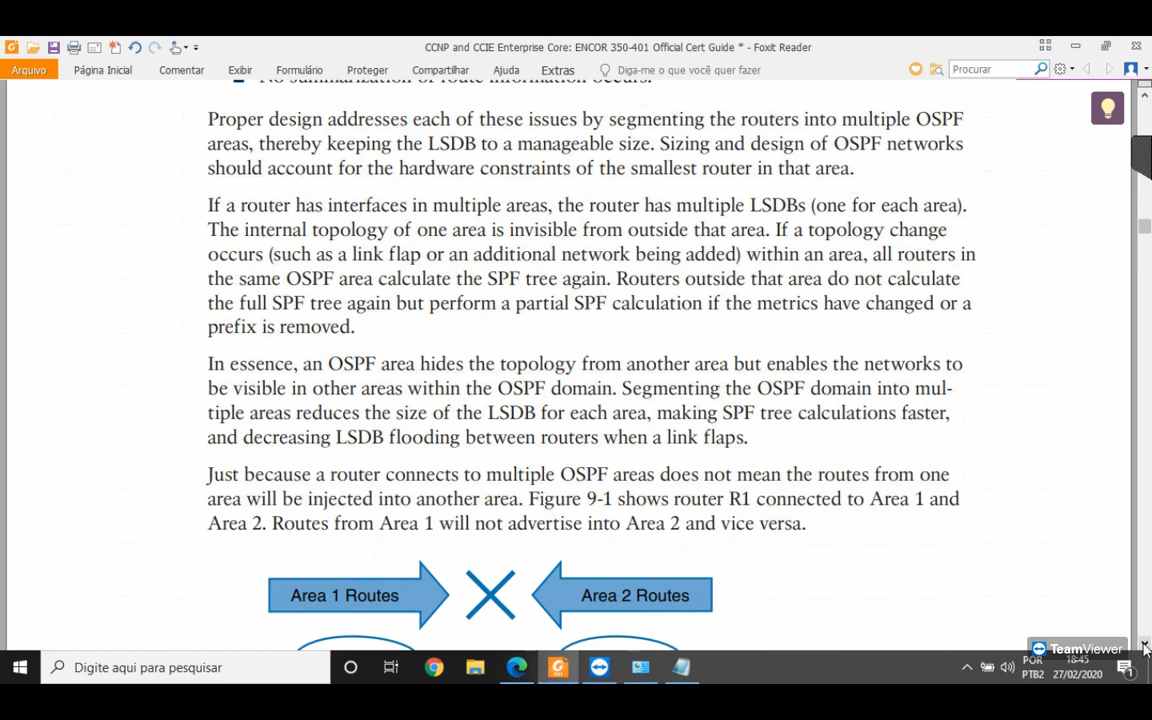 CCNP and CCIE Enterprise Core: ENCOR 350-401 Official Cert Guide * - Foxit Reader
Arquivo Página Inicial Comentar Exibir Formulário Proteger Compartilhar Ajuda Extras Diga-me o que você quer fazer Procurar
No summarization of route information occurs.
Proper design addresses each of these issues by segmenting the routers into multiple OSPF
areas, thereby keeping the LSDB to a manageable size. Sizing and design of OSPF networks
should account for the hardware constraints of the smallest router in that area.
If a router has interfaces in multiple areas, the router has multiple LSDBs (one for each area).
The internal topology of one area is invisible from outside that area. If a topology change
occurs (such as a link flap or an additional network being added) within an area, all routers in
the same OSPF area calculate the SPF tree again. Routers outside that area do not calculate
the full SPF tree again but perform a partial SPF calculation if the metrics have changed or a
prefix is removed.
In essence, an OSPF area hides the topology from another area but enables the networks to
be visible in other areas within the OSPF domain. Segmenting the OSPF domain into mul-
tiple areas reduces the size of the LSDB for each area, making SPF tree calculations faster,
and decreasing LSDB flooding between routers when a link flaps.
Just because a router connects to multiple OSPF areas does not mean the routes from one
area will be injected into another area. Figure 9-1 shows router R1 connected to Area 1 and
Area 2. Routes from Area 1 will not advertise into Area 2 and vice versa.
Area 1 Routes Area 2 Routes
TeamViewer
Digite aqui para pesquisar
POR 18:45
PTB2 27/02/2020 1